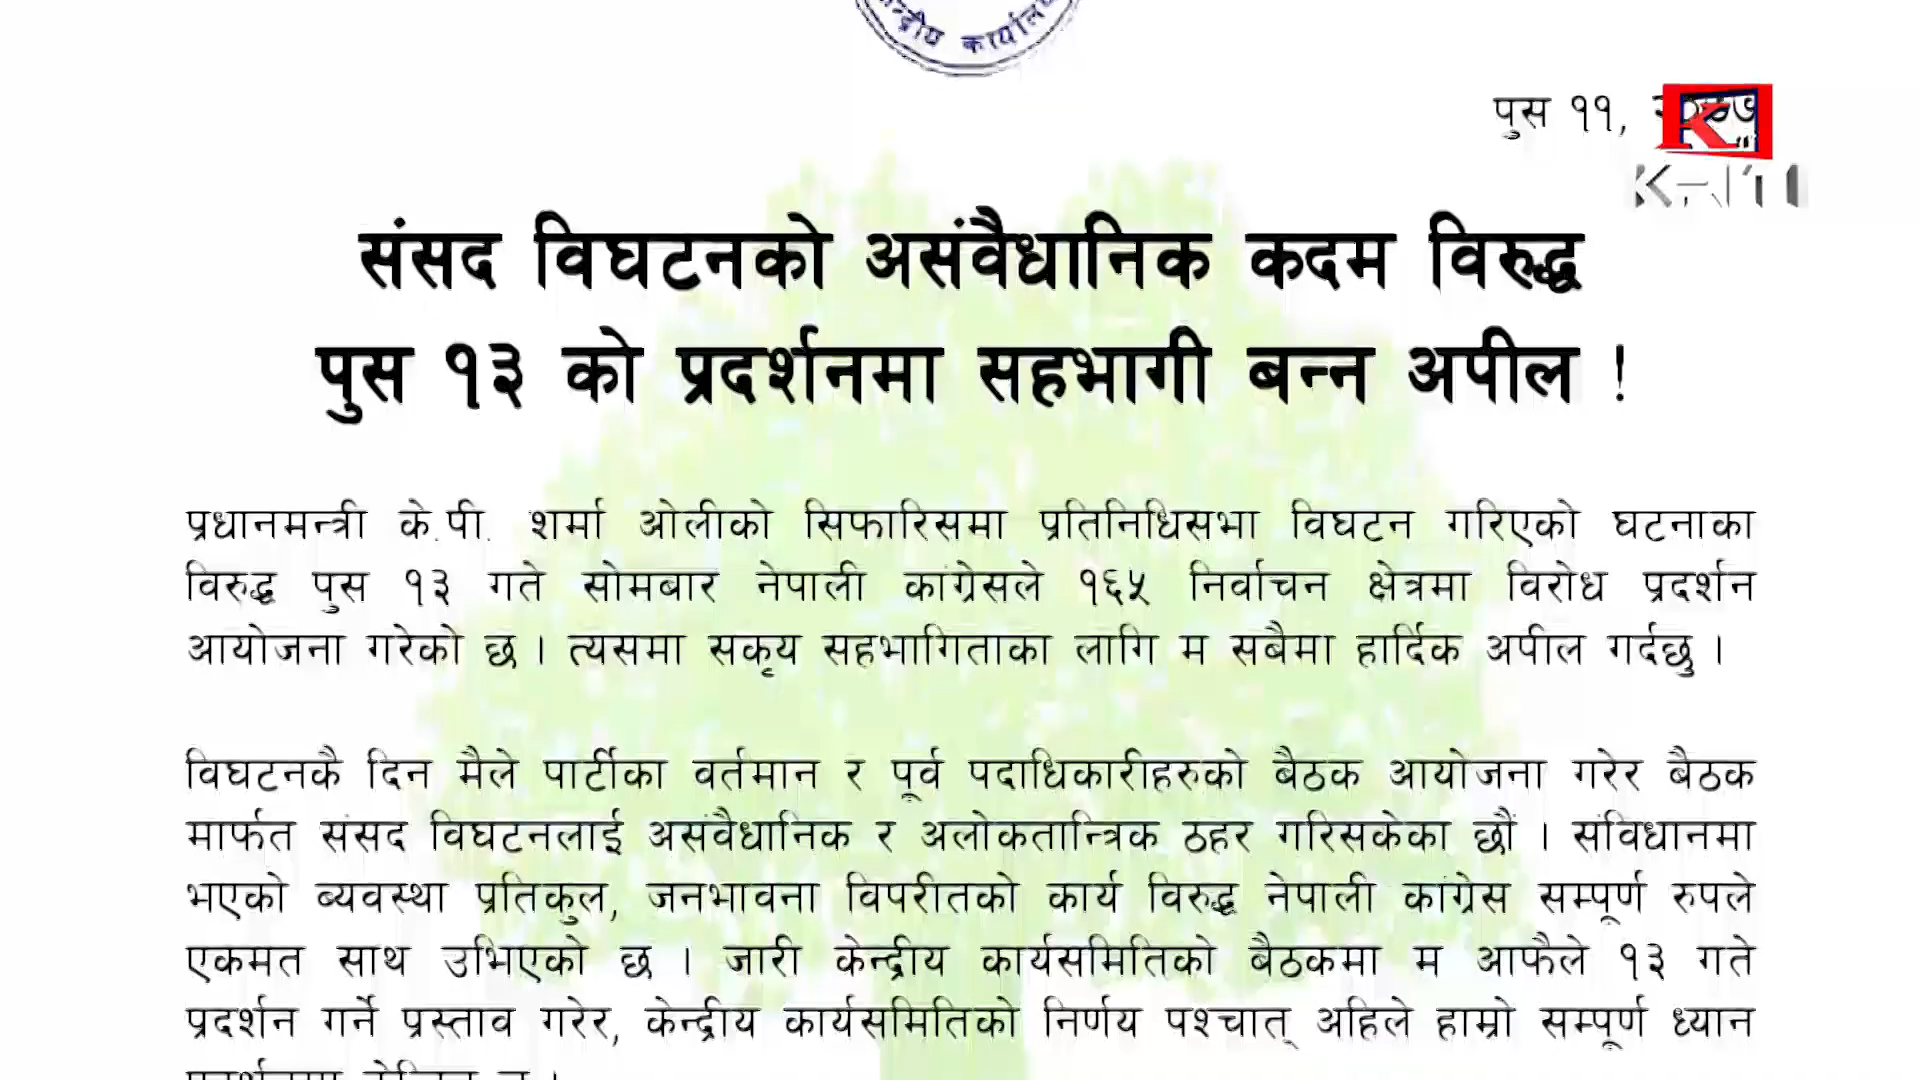 केन्द्रीय कार्यालय
पुस ११,
संसद विघटनको असंवैधानिक कदम विरुद्ध
पुस १३ को प्रदर्शनमा सहभागी बन्न अपील !
प्रधानमन्त्री के.पी. शर्मा ओलीको सिफारिसमा प्रतिनिधिसभा विघटन गरिएको घटनाका
विरुद्ध पुस १३ गते सोमबार नेपाली कांग्रेसले १६५ निर्वाचन क्षेत्रमा विरोध प्रदर्शन
आयोजना गरेको छ । त्यसमा सकृय सहभागिताका लागि म सबैमा हार्दिक अपील गर्दछु ।
विघटनकै दिन मैले पार्टीका वर्तमान र पूर्व पदाधिकारीहरुको बैठक आयोजना गरेर बैठक
मार्फत संसद विघटनलाई असंवैधानिक र अलोकतान्त्रिक ठहर गरिसकेका छौं । संविधानमा
भएको ब्यवस्था प्रतिकुल, जनभावना विपरीतको कार्य विरुद्ध नेपाली कांग्रेस सम्पूर्ण रुपले
एकमत साथ उभिएको छ । जारी केन्द्रीय कार्यसमितिको बैठकमा म आफैले १३ गते
प्रदर्शन गर्ने प्रस्ताव गरेर, केन्द्रीय कार्यसमितिको निर्णय पश्चात् अहिले हाम्रो सम्पूर्ण ध्यान